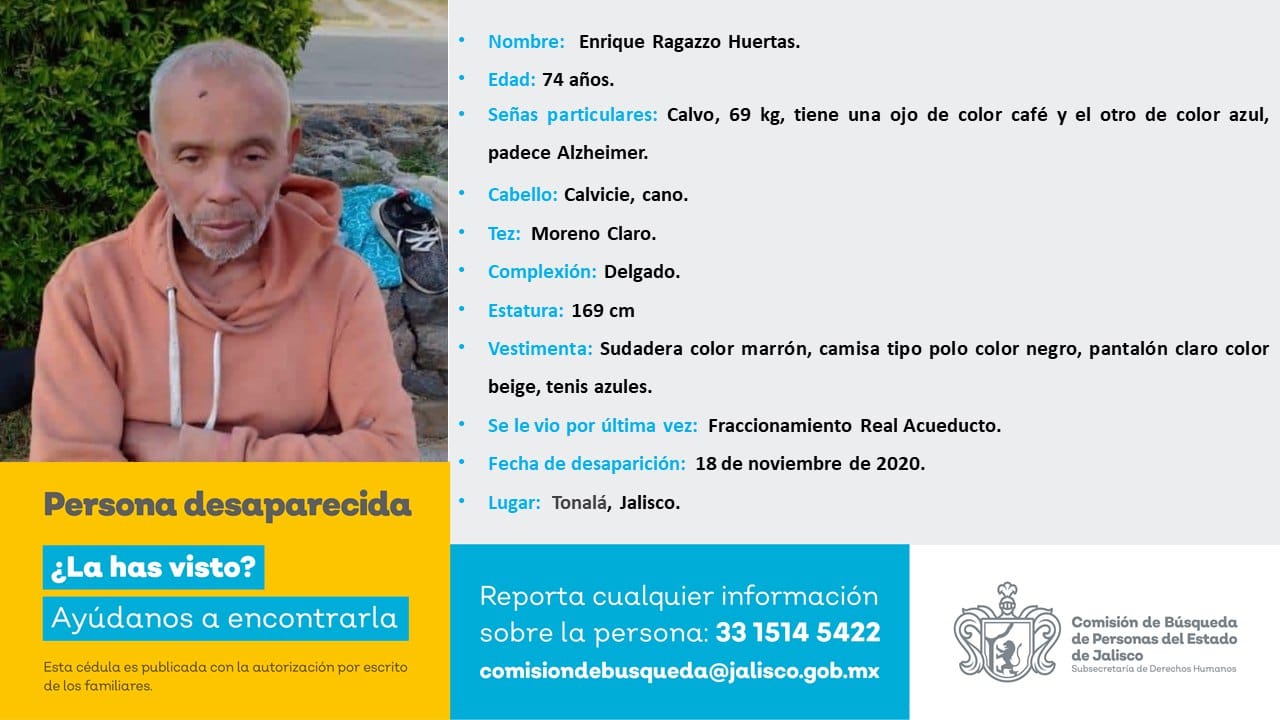 Nombre: Enrique Ragazzo Huertas.
Edad: 74 años.
Señas particulares: Calvo, 69 kg, tiene una ojo de color café y el otro de color azul,
padece Alzheimer.
Cabello: Calvicie, cano.
Tez: Moreno Claro.
Complexión: Delgado.
Estatura: 169 cm
Vestimenta: Sudadera color marrón, camisa tipo polo color negro, pantalón claro color
beige, tenis azules.
Se le vio por última vez: Fraccionamiento Real Acueducto.
Fecha de desaparición: 18 de noviembre de 2020.
Lugar: Tonalá, Jalisco.
Persona desaparecida
¿La has visto?
Ayúdanos a encontrarla
Esta cédula es publicada con la autorización por escrito
de los familiares.
Reporta cualquier información
sobre la persona: 33 1514 5422
comisiondebusqueda@jalisco.gob.mx
Comisión de Búsqueda
de Personas del Estado
de Jalisco
Subsecretaría de Derechos Humanos